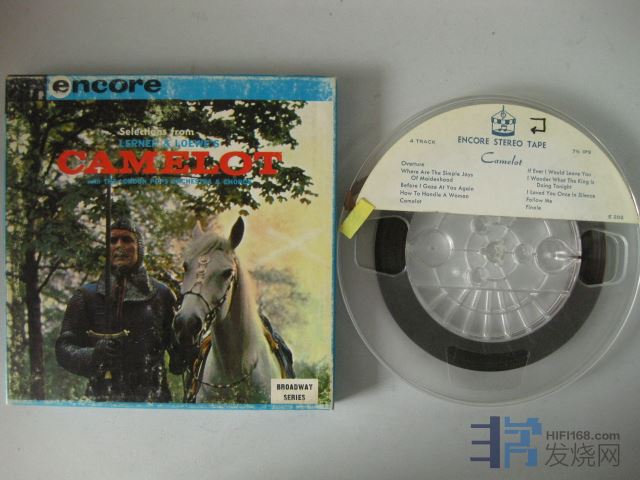 encore
Selections from
LERNER & LOEWE'S
CAMELOT
with THE LONDON POPS ORCHESTRA & CHORUS
BROADWAY
SERIES
4 TRACK
ENCORE STEREO TAPE
7½ IPS
Camelot
Overture
Where Are The Simple Joys
Of Maidenhood
Before I Gaze At You Again
How To Handle A Woman
Camelot
If Ever I Would Leave You
I Wonder What The King Is
Doing Tonight
I Loved You Once In Silence
Follow Me
Finale
HIFI168.com
发烧网